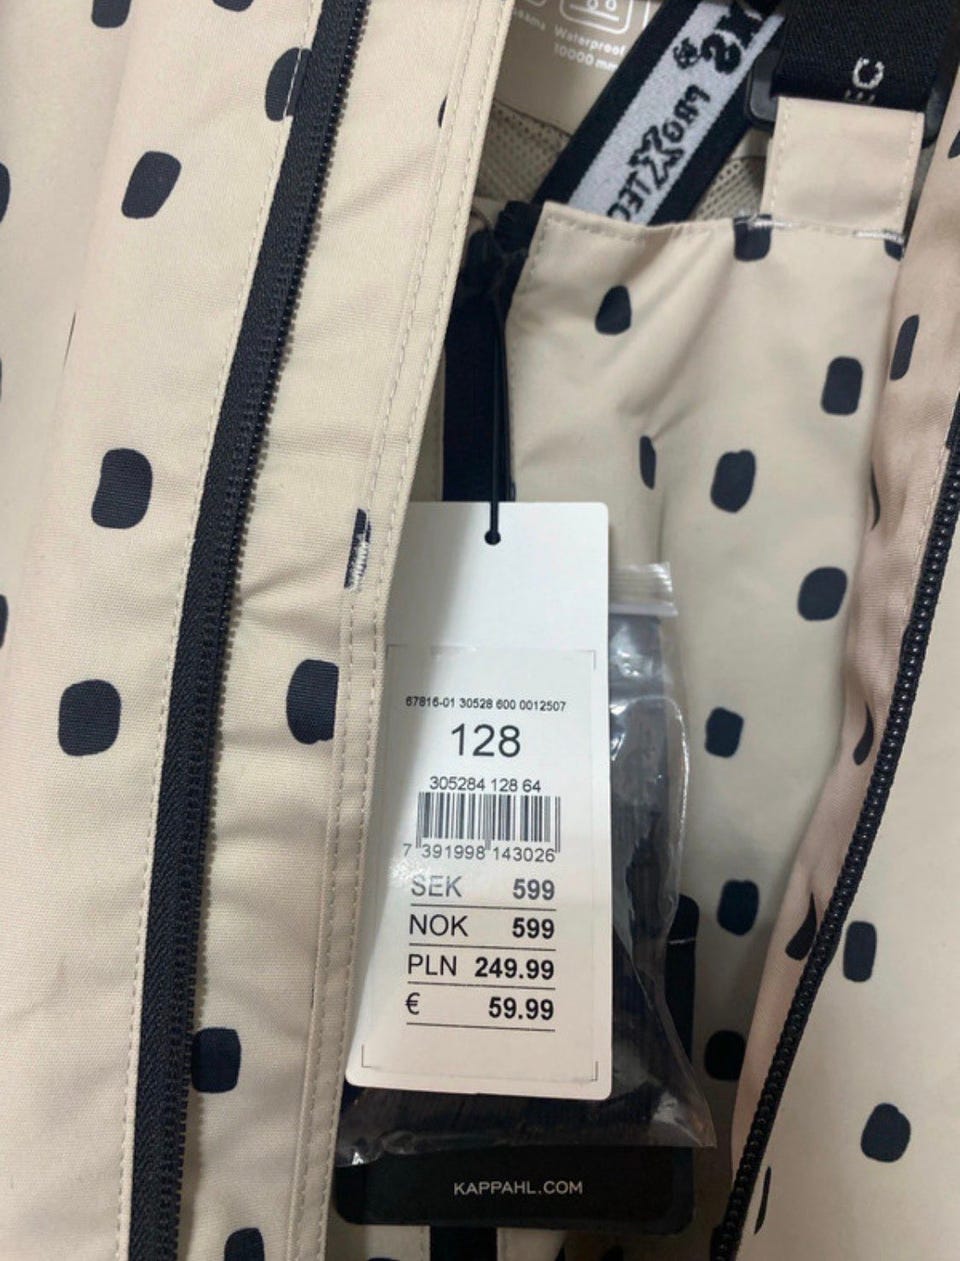 Waterproof
10000 mm
PROXTEC
67816-01 30528 600 0012507
128
305284 128 64
7 391998 143026
SEK 599
NOK 599
PLN 249.99
€ 59.99
KAPPAHL.COM